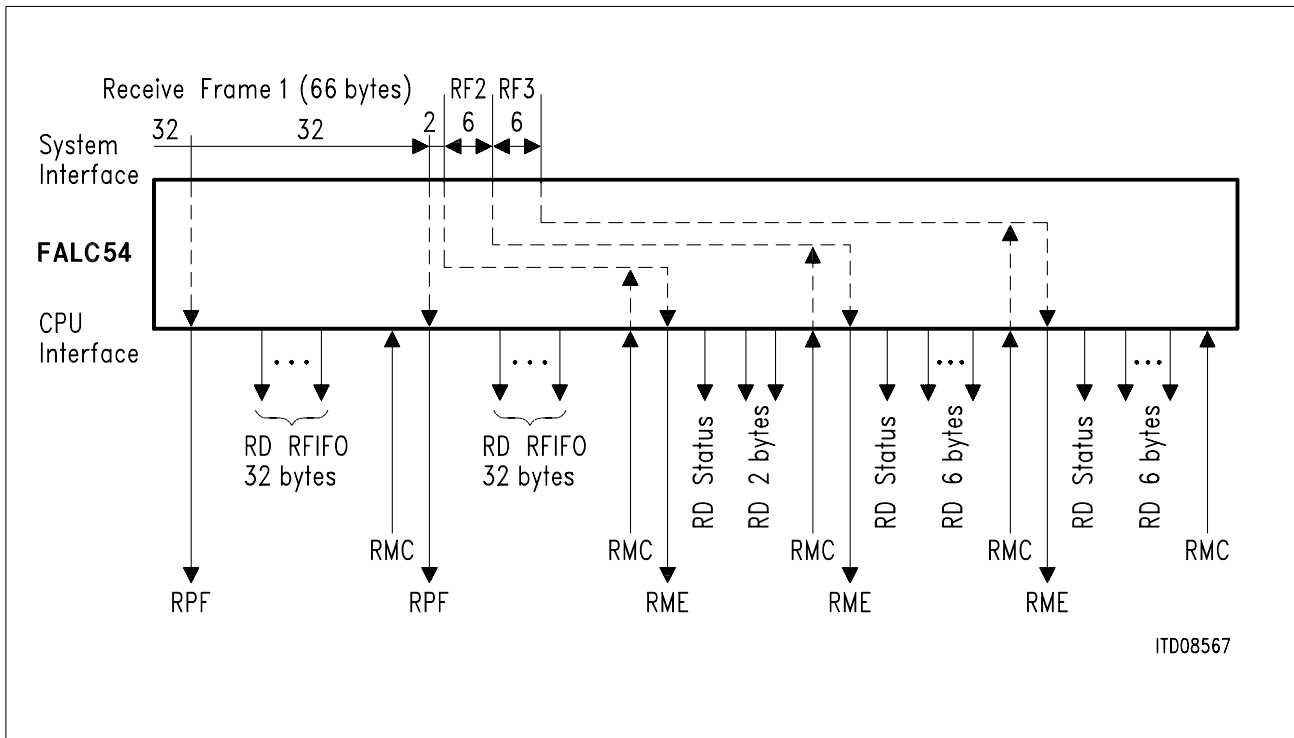 Receive Frame 1 (66 bytes) RF2 RF3
32 32 2 6 6
System
Interface
FALC54
CPU
Interface
... ... ... ...
RD RFIFO
32 bytes
RD RFIFO
32 bytes
RD Status
RD 2 bytes
RD Status
RD 6 bytes
RD Status
RD 6 bytes
RMC RMC RMC RMC RMC
RPF RPF RME RME RME
ITD08567